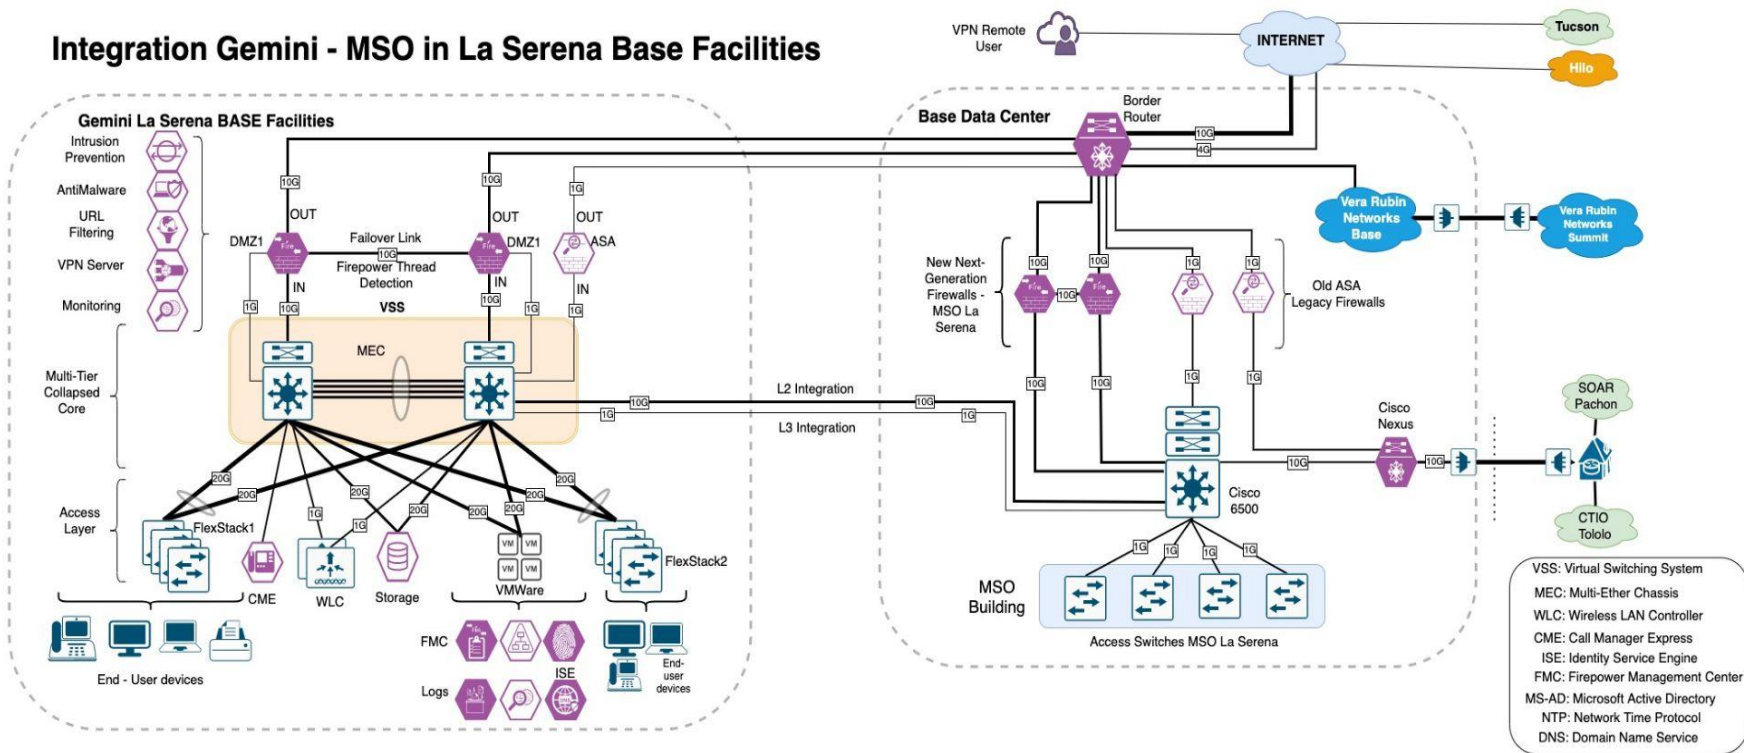 Integration Gemini - MSO in La Serena Base Facilities
VPN Remote
User
INTERNET
Tucson
Hilo
Gemini La Serena BASE Facilities
Intrusion
Prevention
AntiMalware
URL
Filtering
VPN Server
Monitoring
Multi-Tier
Collapsed
Core
Access
Layer
10G
10G
1G
OUT
OUT
OUT
DMZ1
Fire
Failover Link
10G
Firepower Thread
Detection
Fire
DMZ1
ASA
IN
IN
IN
1G
10G
VSS
10G
1G
1G
MEC
20G
20G
20G
20G
20G
20G
20G
20G
1G
1G
FlexStack1
CME
WLC
Storage
VM
VM
VM
VM
VMWare
FlexStack2
End - User devices
FMC
ISE
Logs
End-
user
devices
10G
L2 Integration
10G
1G
L3 Integration
1G
Base Data Center
Border
Router
10G
4G
Vera Rubin
Networks
Base
Vera Rubin
Networks
Summit
New Next-
Generation
Firewalls -
MSO La
Serena
10G
10G
1G
1G
Fire
10G
Fire
Old ASA
Legacy Firewalls
10G
10G
1G
1G
Cisco
Nexus
10G
10G
Cisco
6500
SOAR
Pachon
CTIO
Tololo
1G
1G
1G
1G
MSO
Building
Access Switches MSO La Serena
VSS: Virtual Switching System
MEC: Multi-Ether Chassis
WLC: Wireless LAN Controller
CME: Call Manager Express
ISE: Identity Service Engine
FMC: Firepower Management Center
MS-AD: Microsoft Active Directory
NTP: Network Time Protocol
DNS: Domain Name Service